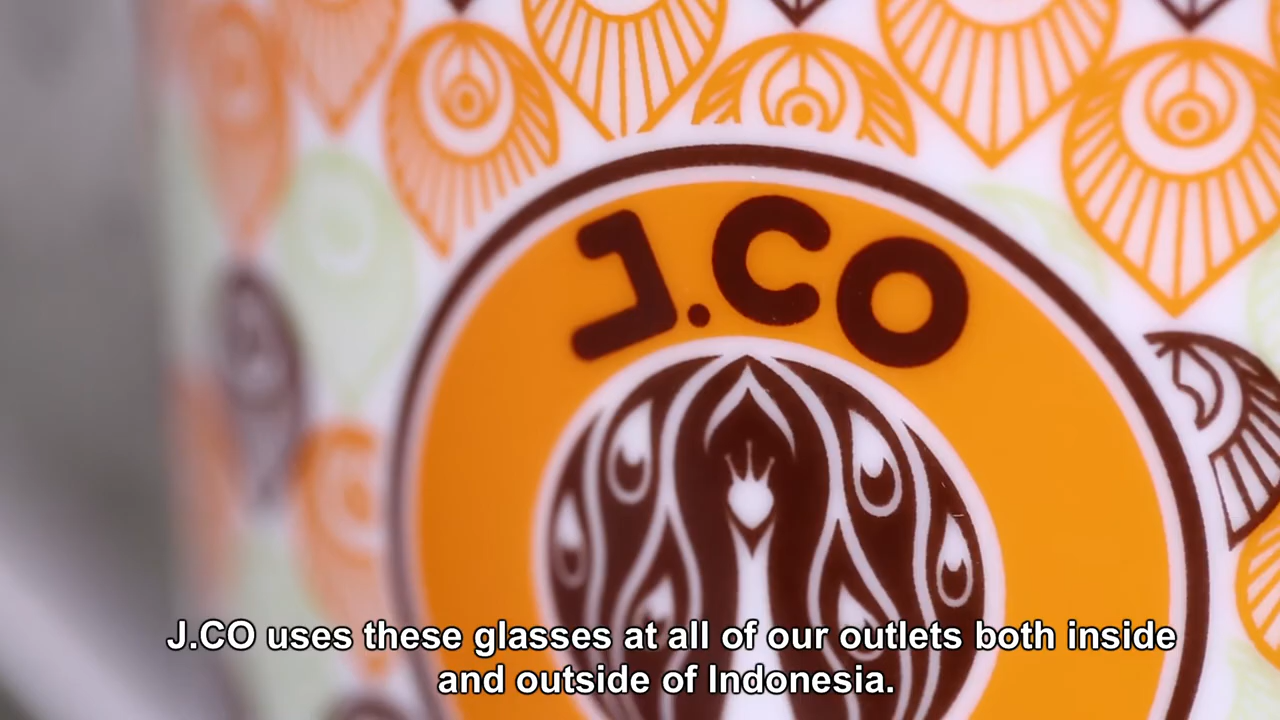 J.CO
J.CO uses these glasses at all of our outlets both inside
and outside of Indonesia.